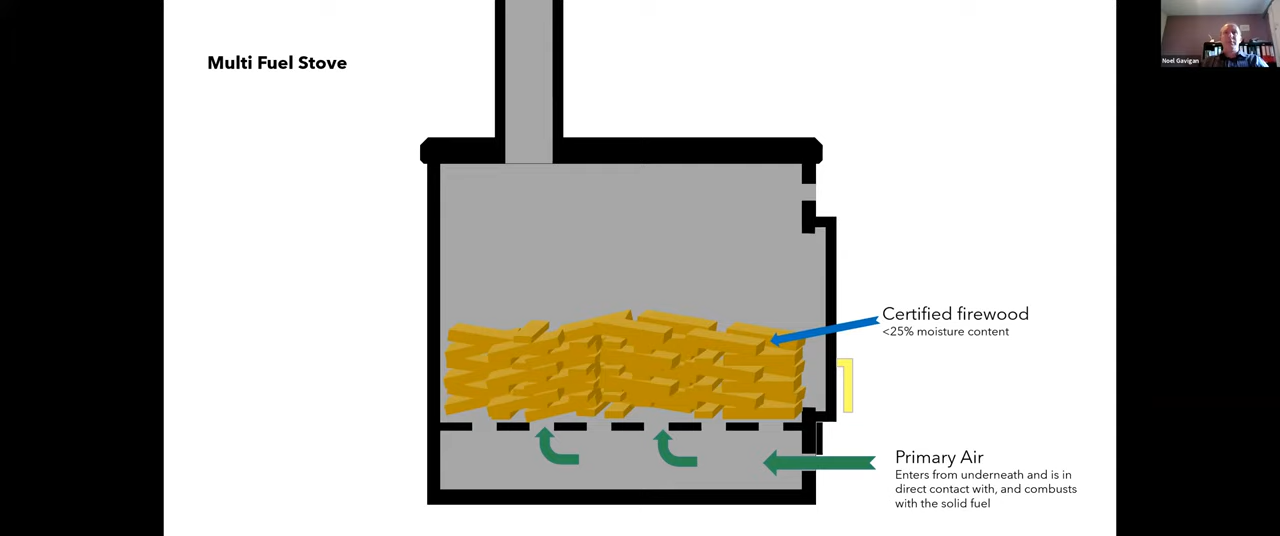 Multi Fuel Stove
Noel Gavigan
Certified firewood
<25% moisture content
Primary Air
Enters from underneath and is in
direct contact with, and combusts
with the solid fuel